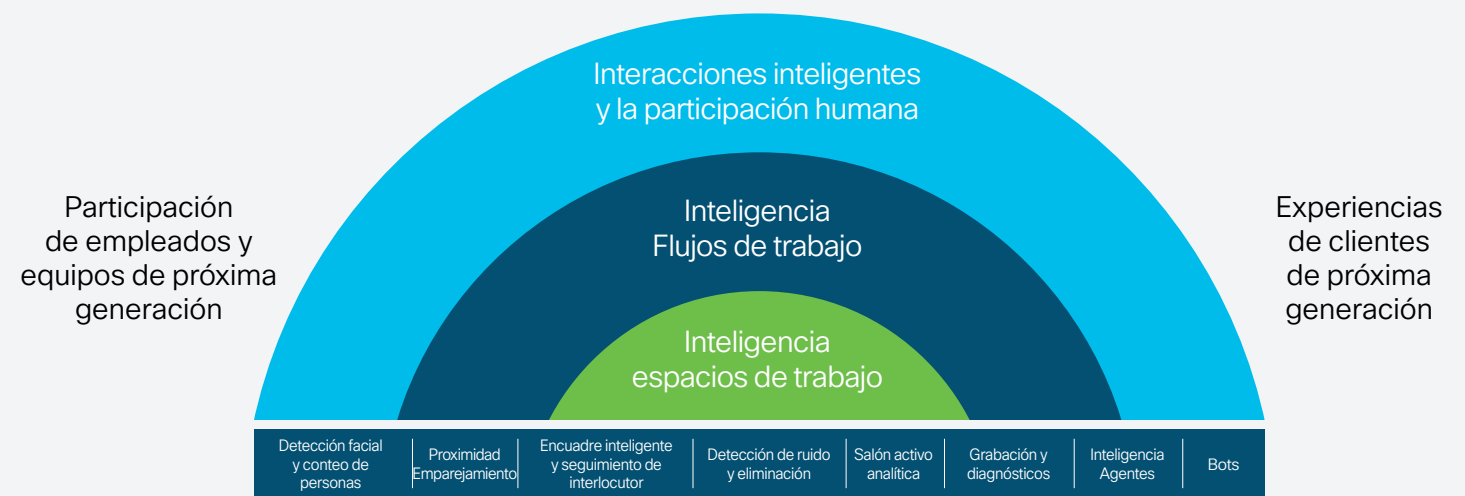 Interacciones inteligentes
y la participación humana
Inteligencia
Flujos de trabajo
Inteligencia
espacios de trabajo
Participación
de empleados y
equipos de próxima
generación
Experiencias
de clientes
de próxima
generación
Detección facial
y conteo de
personas
Proximidad
Emparejamiento
Encuadre inteligente
y seguimiento de
interlocutor
Detección de ruido
y eliminación
Salón activo
analítica
Grabación y
diagnósticos
Inteligencia
Agentes
Bots